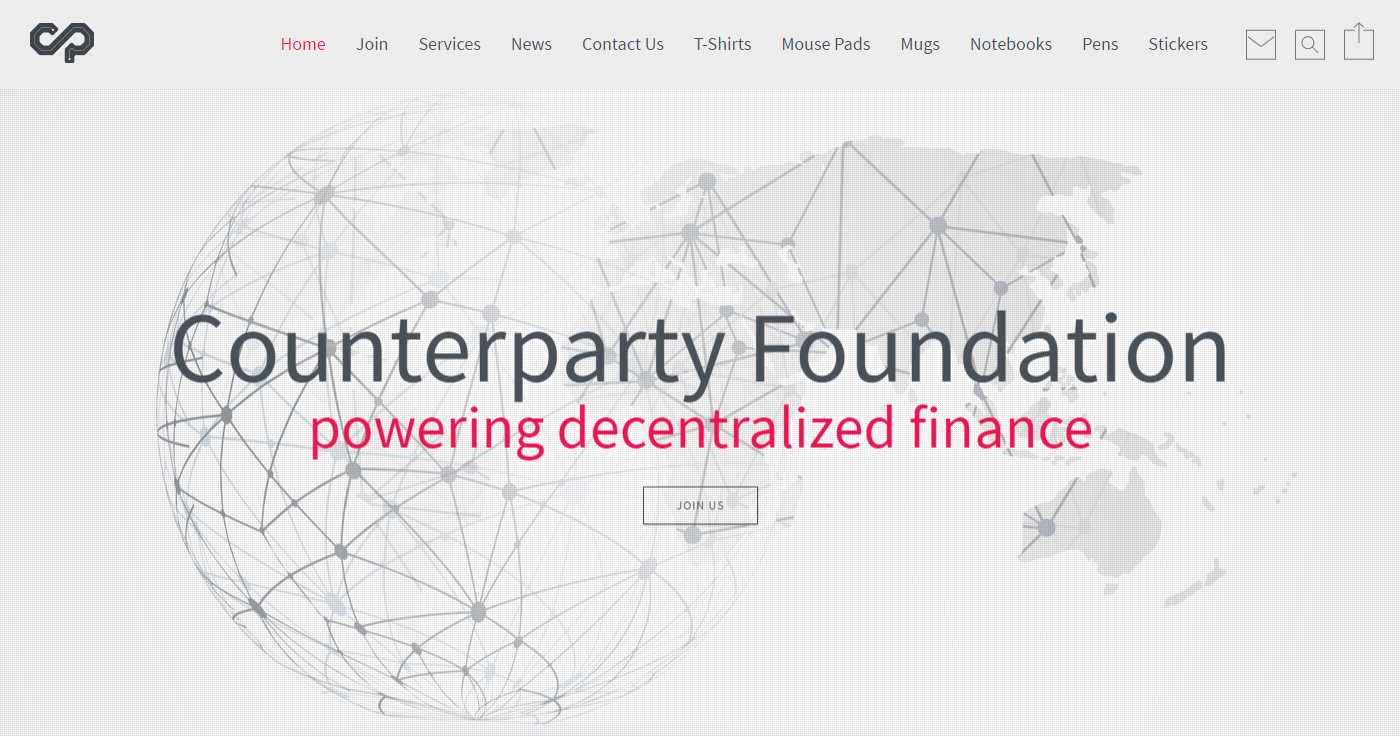 Home Join Services News Contact Us T-Shirts Mouse Pads Mugs Notebooks Pens Stickers
Counterparty Foundation
powering decentralized finance
JOIN US